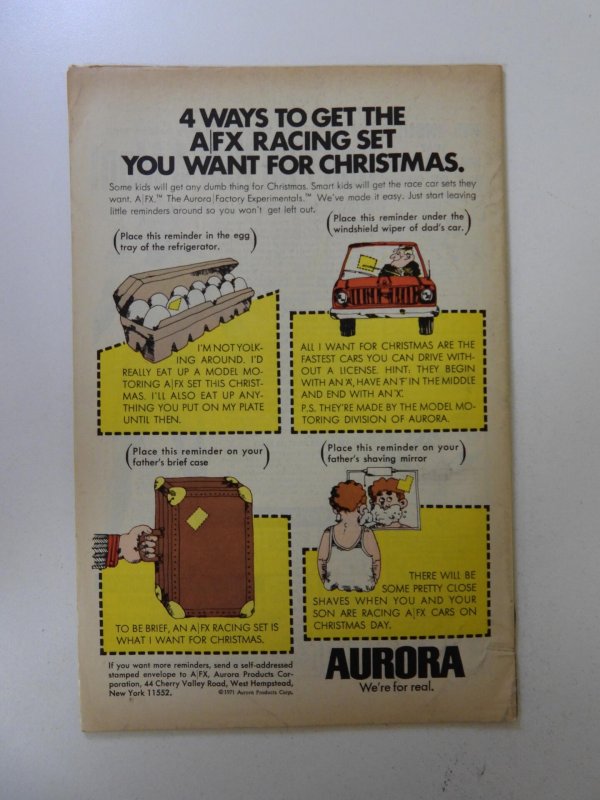 4 WAYS TO GET THE
A|FX RACING SET
YOU WANT FOR CHRISTMAS.
Some kids will get any dumb thing for Christmas. Smart kids will get the race car sets they
want. A|FX.™ The Aurora|Factory Experimentals.™ We've made it easy. Just start leaving
little reminders around so you won't get left out.
(Place this reminder in the egg
tray of the refrigerator.)
(Place this reminder under the
windshield wiper of dad's car.)
I'M NOT YOLK-
ING AROUND. I'D
REALLY EAT UP A MODEL MO-
TORING A|FX SET THIS CHRIST-
MAS. I'LL ALSO EAT UP ANY-
THING YOU PUT ON MY PLATE
UNTIL THEN.
ALL I WANT FOR CHRISTMAS ARE THE
FASTEST CARS YOU CAN DRIVE WITH-
OUT A LICENSE. HINT. THEY BEGIN
WITH AN 'A', HAVE AN 'F' IN THE MIDDLE
AND END WITH AN 'X'.
P.S. THEY'RE MADE BY THE MODEL MO-
TORING DIVISION OF AURORA.
(Place this reminder on your
father's brief case)
(Place this reminder on your
father's shaving mirror)
TO BE BRIEF, AN A|FX RACING SET IS
WHAT I WANT FOR CHRISTMAS.
THERE WILL BE
SOME PRETTY CLOSE
SHAVES WHEN YOU AND YOUR
SON ARE RACING A|FX CARS ON
CHRISTMAS DAY.
If you want more reminders, send a self-addressed
stamped envelope to A|FX, Aurora Products Cor-
poration, 44 Cherry Valley Road, West Hempstead,
New York 11552. ©1971 Aurora Products Corp.
AURORA
We're for real.